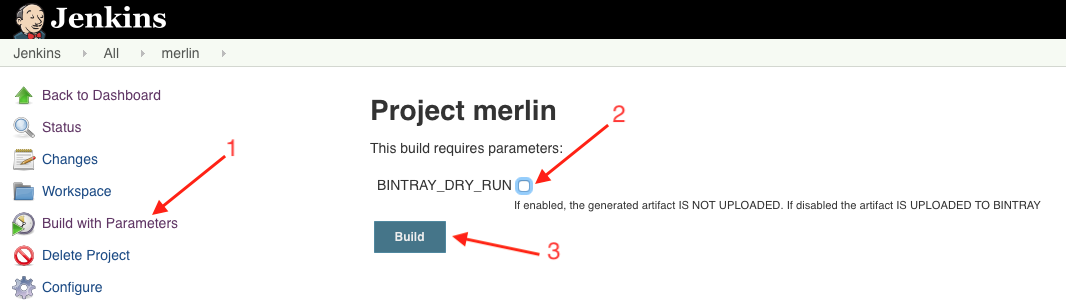 Jenkins
Jenkins All merlin
Back to Dashboard
Status
Changes
Workspace
Build with Parameters
Delete Project
Configure
1
Project merlin
2
This build requires parameters:
BINTRAY_DRY_RUN
If enabled, the generated artifact IS NOT UPLOADED. If disabled the artifact IS UPLOADED TO BINTRAY
Build
3